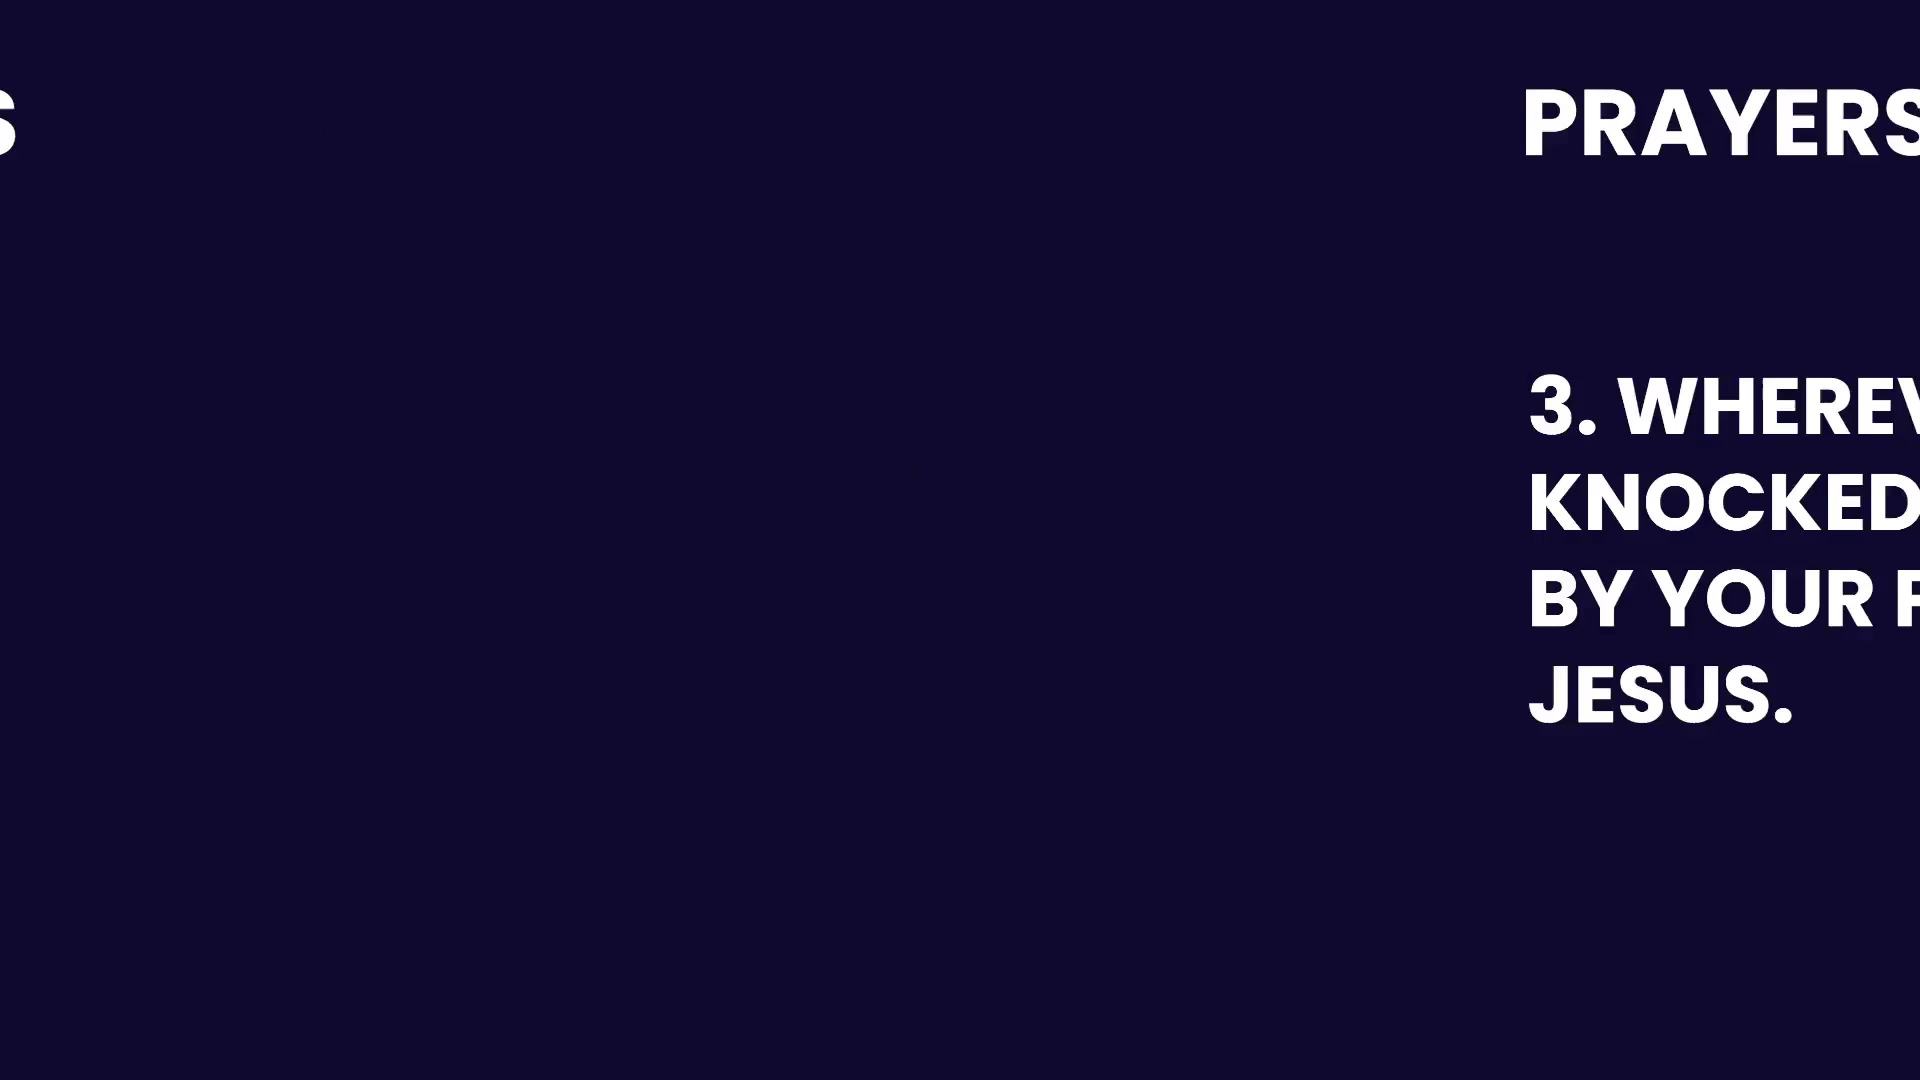 S
PRAYERS
3. WHEREV
KNOCKED
BY YOUR
JESUS.